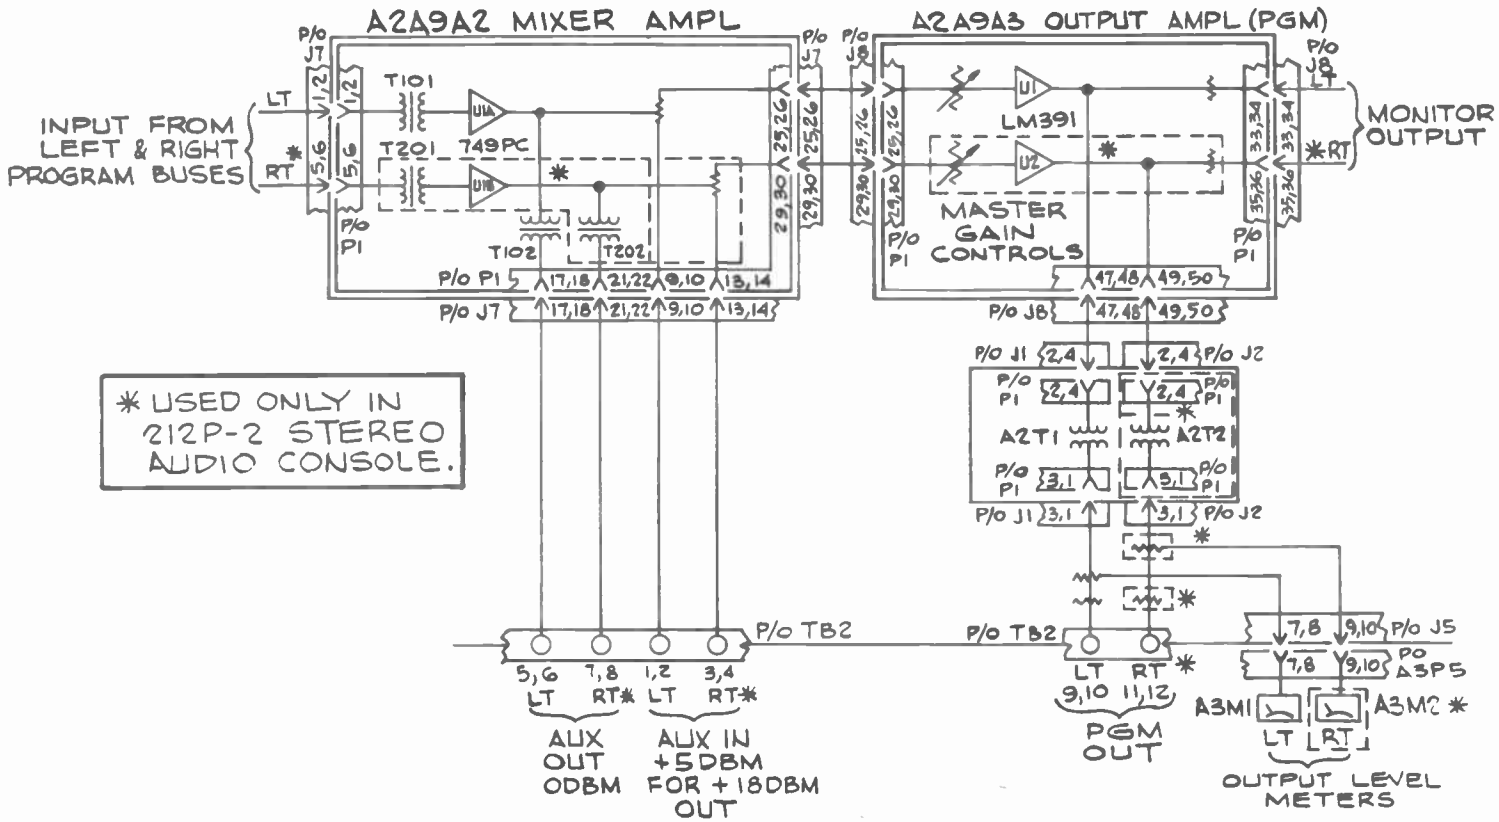 A2A9A2 MIXER AMPL
A2A9A3 OUTPUT AMPL (PGM)
P/O J7
P/O J7
P/O J8
P/O J8
LT
1,2
1,2
T101
U1A
749PC
INPUT FROM
LEFT & RIGHT
PROGRAM BUSES
RT *
5,6
5,6
T201
U1B
*
P/O P1
T102
T202
25,26
25,26
29,30
29,30
25,26
25,26
29,30
29,30
P/O P1
U1
LM391
U2
*
MASTER
GAIN
CONTROLS
33,34
33,34
35,36
35,36
P/O P1
LT
* RT
MONITOR
OUTPUT
P/O P1 17,18 21,22 9,10 13,14
P/O J7 17,18 21,22 9,10 13,14
47,48 49,50
P/O J8 47,48 49,50
P/O J1 2,4 2,4 P/O J2
P/O P1 2,4 2,4 P/O P1
*
A2T1 A2T2
P/O P1 3,1 3,1 P/O P1
P/O J1 3,1 3,1 P/O J2
*
*
* USED ONLY IN
212P-2 STEREO
AUDIO CONSOLE.
P/O TB2
P/O TB2
7,8 9,10 P/O J5
7,8 9,10 PO A3P5
5,6 7,8 1,2 3,4
LT RT* LT RT*
AUX
OUT
0DBM
AUX IN
+5DBM
FOR +18DBM
OUT
LT RT *
9,10 11,12
PGM
OUT
A3M1 A3M2 *
LT RT
OUTPUT LEVEL
METERS